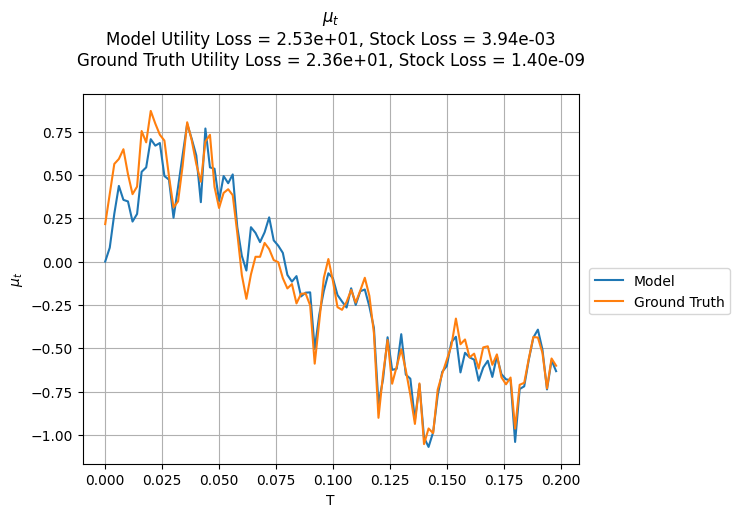 μ_t
Model Utility Loss = 2.53e+01, Stock Loss = 3.94e-03
Ground Truth Utility Loss = 2.36e+01, Stock Loss = 1.40e-09
0.75
0.50
0.25
0.00
−0.25
−0.50
−0.75
−1.00
μ_t
0.000 0.025 0.050 0.075 0.100 0.125 0.150 0.175 0.200
T
Model
Ground Truth